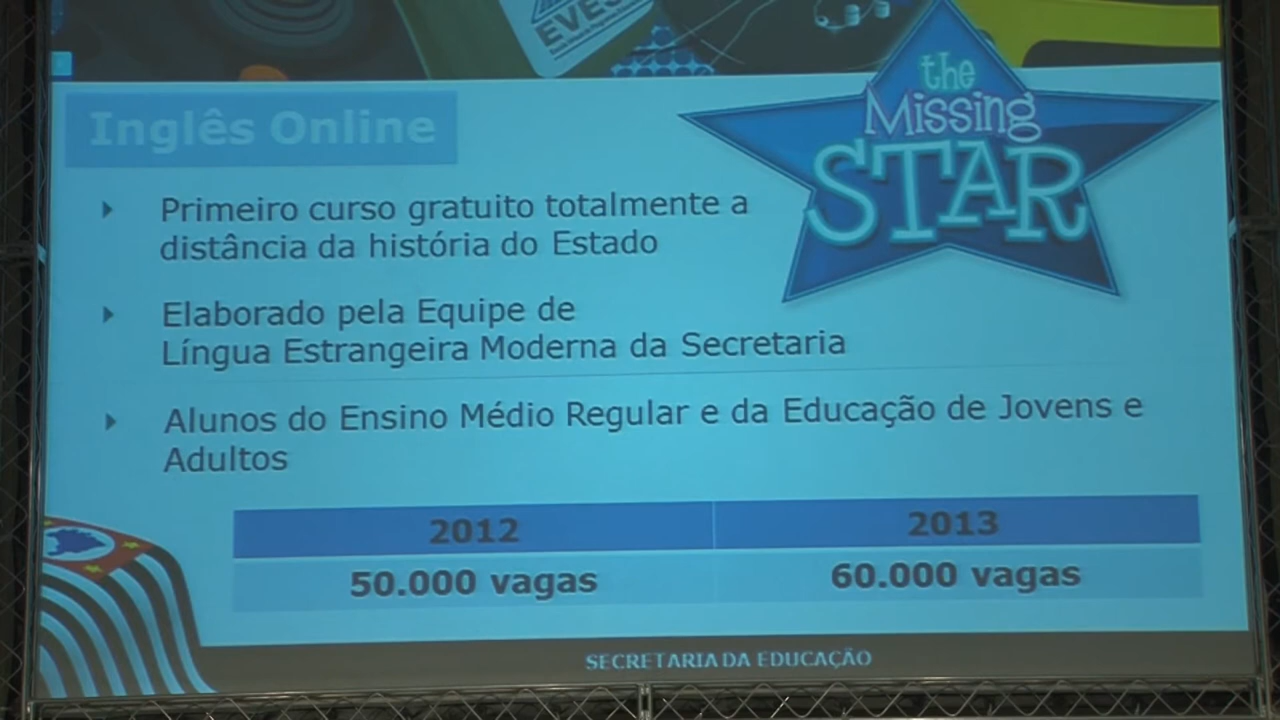 EVES
the
Missing
STAR
Inglês Online
Primeiro curso gratuito totalmente a
distância da história do Estado
Elaborado pela Equipe de
Língua Estrangeira Moderna da Secretaria
Alunos do Ensino Médio Regular e da Educação de Jovens e
Adultos
2012 2013
50.000 vagas 60.000 vagas
SECRETARIA DA EDUCAÇÃO